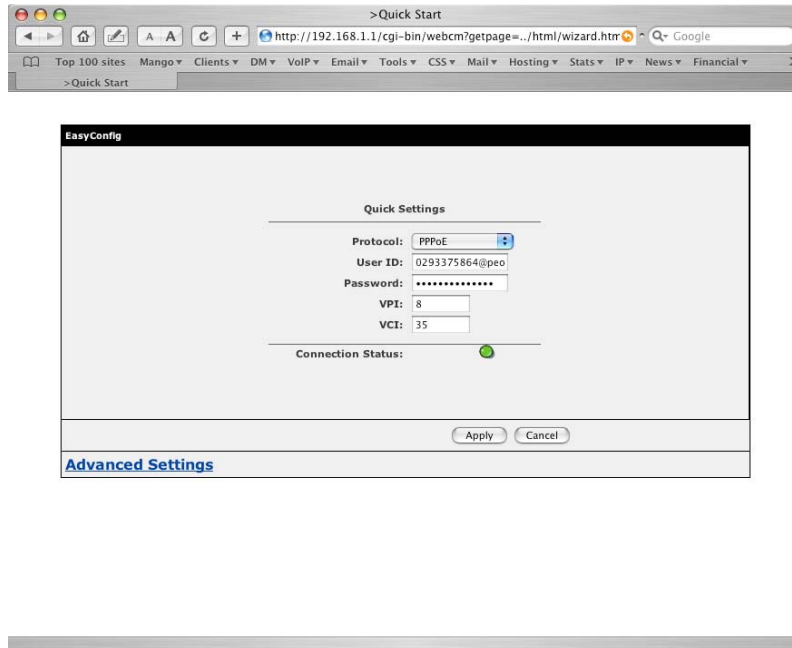 >Quick Start
A A
http://192.168.1.1/cgi-bin/webcm?getpage=../html/wizard.htm
Google
Top 100 sites Mango Clients DM VoIP Email Tools CSS Mail Hosting Stats IP News Financial
>Quick Start
EasyConfig
Quick Settings
Protocol: PPPoE
User ID: 0293375864@peo
Password: ••••••••••••••
VPI: 8
VCI: 35
Connection Status:
Apply Cancel
Advanced Settings